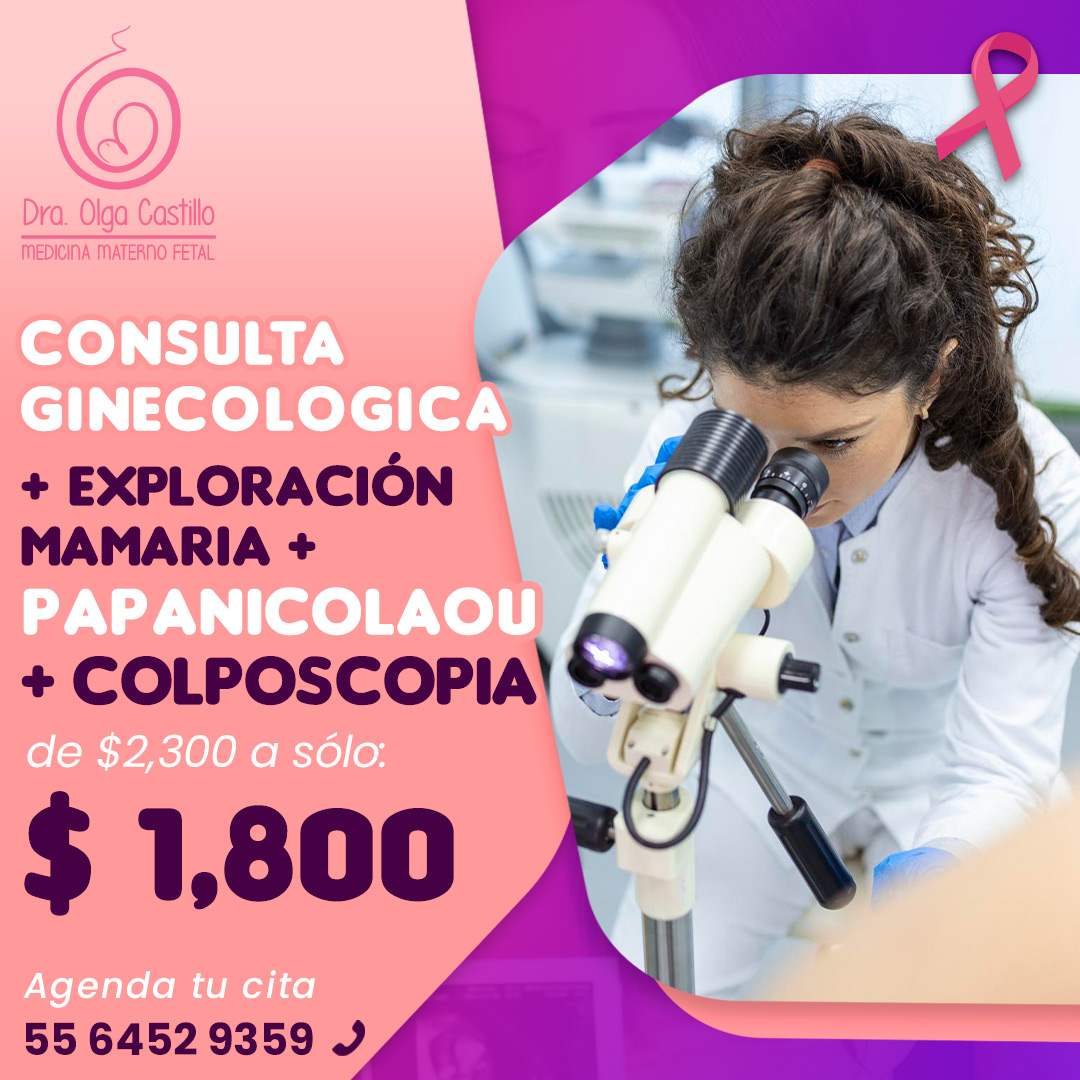 Dra. Olga Castillo
MEDICINA MATERNO FETAL
CONSULTA
GINECOLOGICA
+ EXPLORACIÓN
MAMARIA +
PAPANICOLAOU
+ COLPOSCOPIA
de $2,300 a sólo:
$ 1,800
Agenda tu cita
55 6452 9359